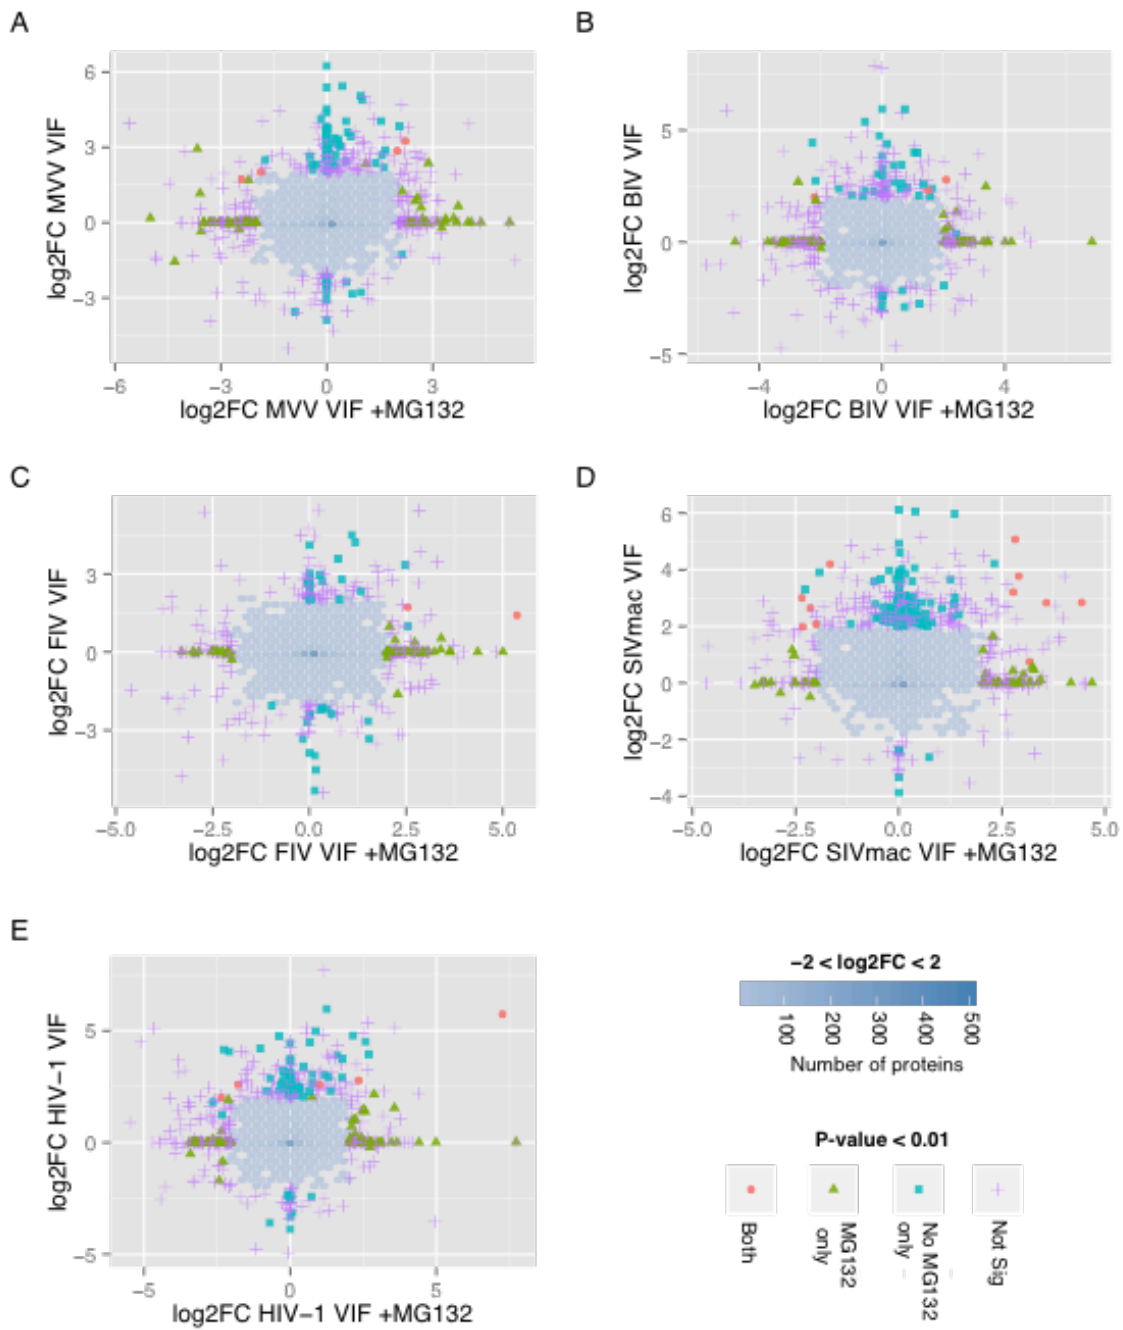 A
B
6
3
0
−3
log2FC MVV VIF
−6
−3
0
3
log2FC MVV VIF +MG132
5
0
−5
log2FC BIV VIF
−4
0
4
log2FC BIV VIF +MG132
C
D
3
0
−3
log2FC FIV VIF
−5.0
−2.5
0.0
2.5
5.0
log2FC FIV VIF +MG132
6
4
2
0
−2
−4
log2FC SIVmac VIF
−5.0
−2.5
0.0
2.5
5.0
log2FC SIVmac VIF +MG132
E
5
0
−5
log2FC HIV−1 VIF
−5
0
5
log2FC HIV−1 VIF +MG132
−2 < log2FC < 2
100
200
300
400
500
Number of proteins
P-value < 0.01
Both
MG132
only
No MG132
only
Not Sig